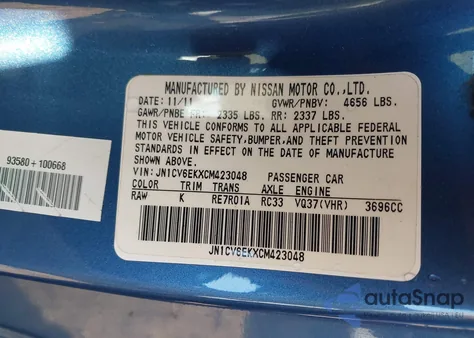 MANUFACTURED BY NISSAN MOTOR CO.,LTD.
DATE: 11/11 GVWR/PNBV: 4656 LBS.
GAWR/PNBE FR: 2335 LBS. RR: 2337 LBS.
THIS VEHICLE CONFORMS TO ALL APPLICABLE FEDERAL
MOTOR VEHICLE SAFETY, BUMPER, AND THEFT PREVENTION
STANDARDS IN EFFECT ON THE DATE OF MANUFACTURE
SHOWN ABOVE.
VIN: JN1CV6EKXCM423048 PASSENGER CAR
COLOR TRIM TRANS AXLE ENGINE
RAW K RE7R01A RC33 VQ37(VHR) 3696CC
JN1CV6EKXCM423048
93580+100668
autoSnap